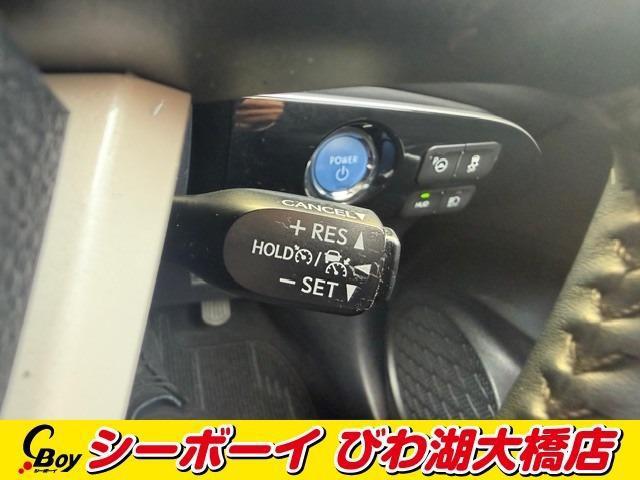 POWER
HUD
CANCEL▼
+ RES ▲
HOLD /
− SET ▼
C Boy シーボーイ シーボーイ びわ湖大橋店